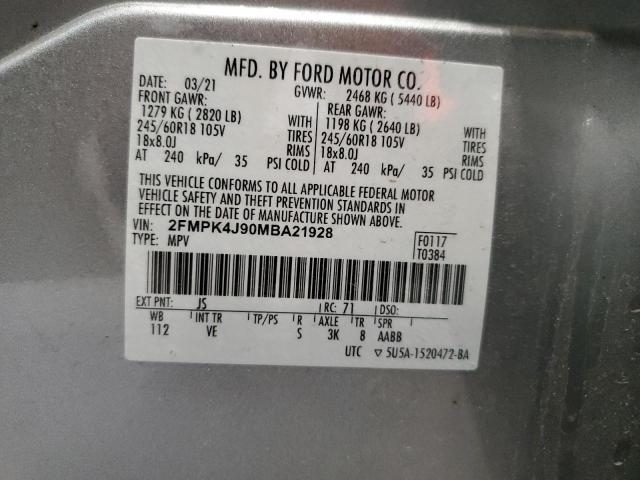 MFD. BY FORD MOTOR CO.
DATE: 03/21 GVWR: 2468 KG ( 5440 LB)
FRONT GAWR: REAR GAWR:
1279 KG ( 2820 LB) WITH 1198 KG ( 2640 LB) WITH
245/60R18 105V TIRES 245/60R18 105V TIRES
18x8.0J RIMS 18x8.0J RIMS
AT 240 kPa/ 35 PSI COLD AT 240 kPa/ 35 PSI COLD
THIS VEHICLE CONFORMS TO ALL APPLICABLE FEDERAL MOTOR
VEHICLE SAFETY AND THEFT PREVENTION STANDARDS IN
EFFECT ON THE DATE OF MANUFACTURE SHOWN ABOVE.
VIN: 2FMPK4J90MBA21928
TYPE: MPV
F0117
T0384
EXT PNT: JS RC: 71 DSO:
WB INT TR TP/PS R AXLE TR SPR
112 VE S 3K 8 AABB
UTC ▽ 5U5A-1520472-BA